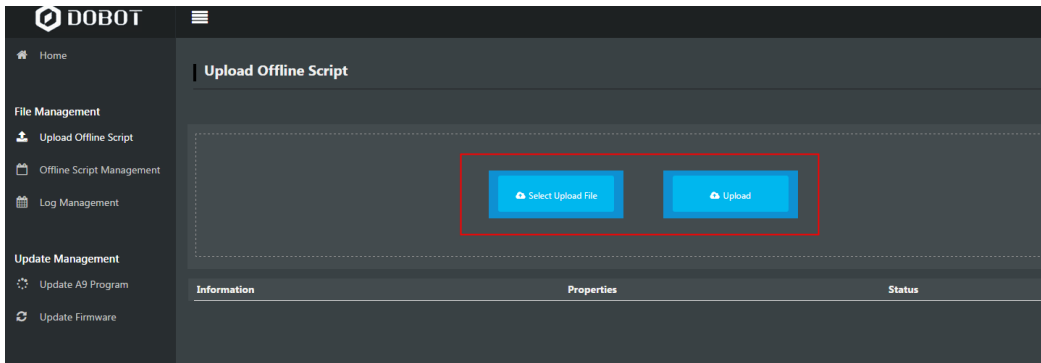 DOBOT
Home
File Management
Upload Offline Script
Offline Script Management
Log Management
Update Management
Update A9 Program
Update Firmware
Upload Offline Script
Select Upload File
Upload
Information Properties Status